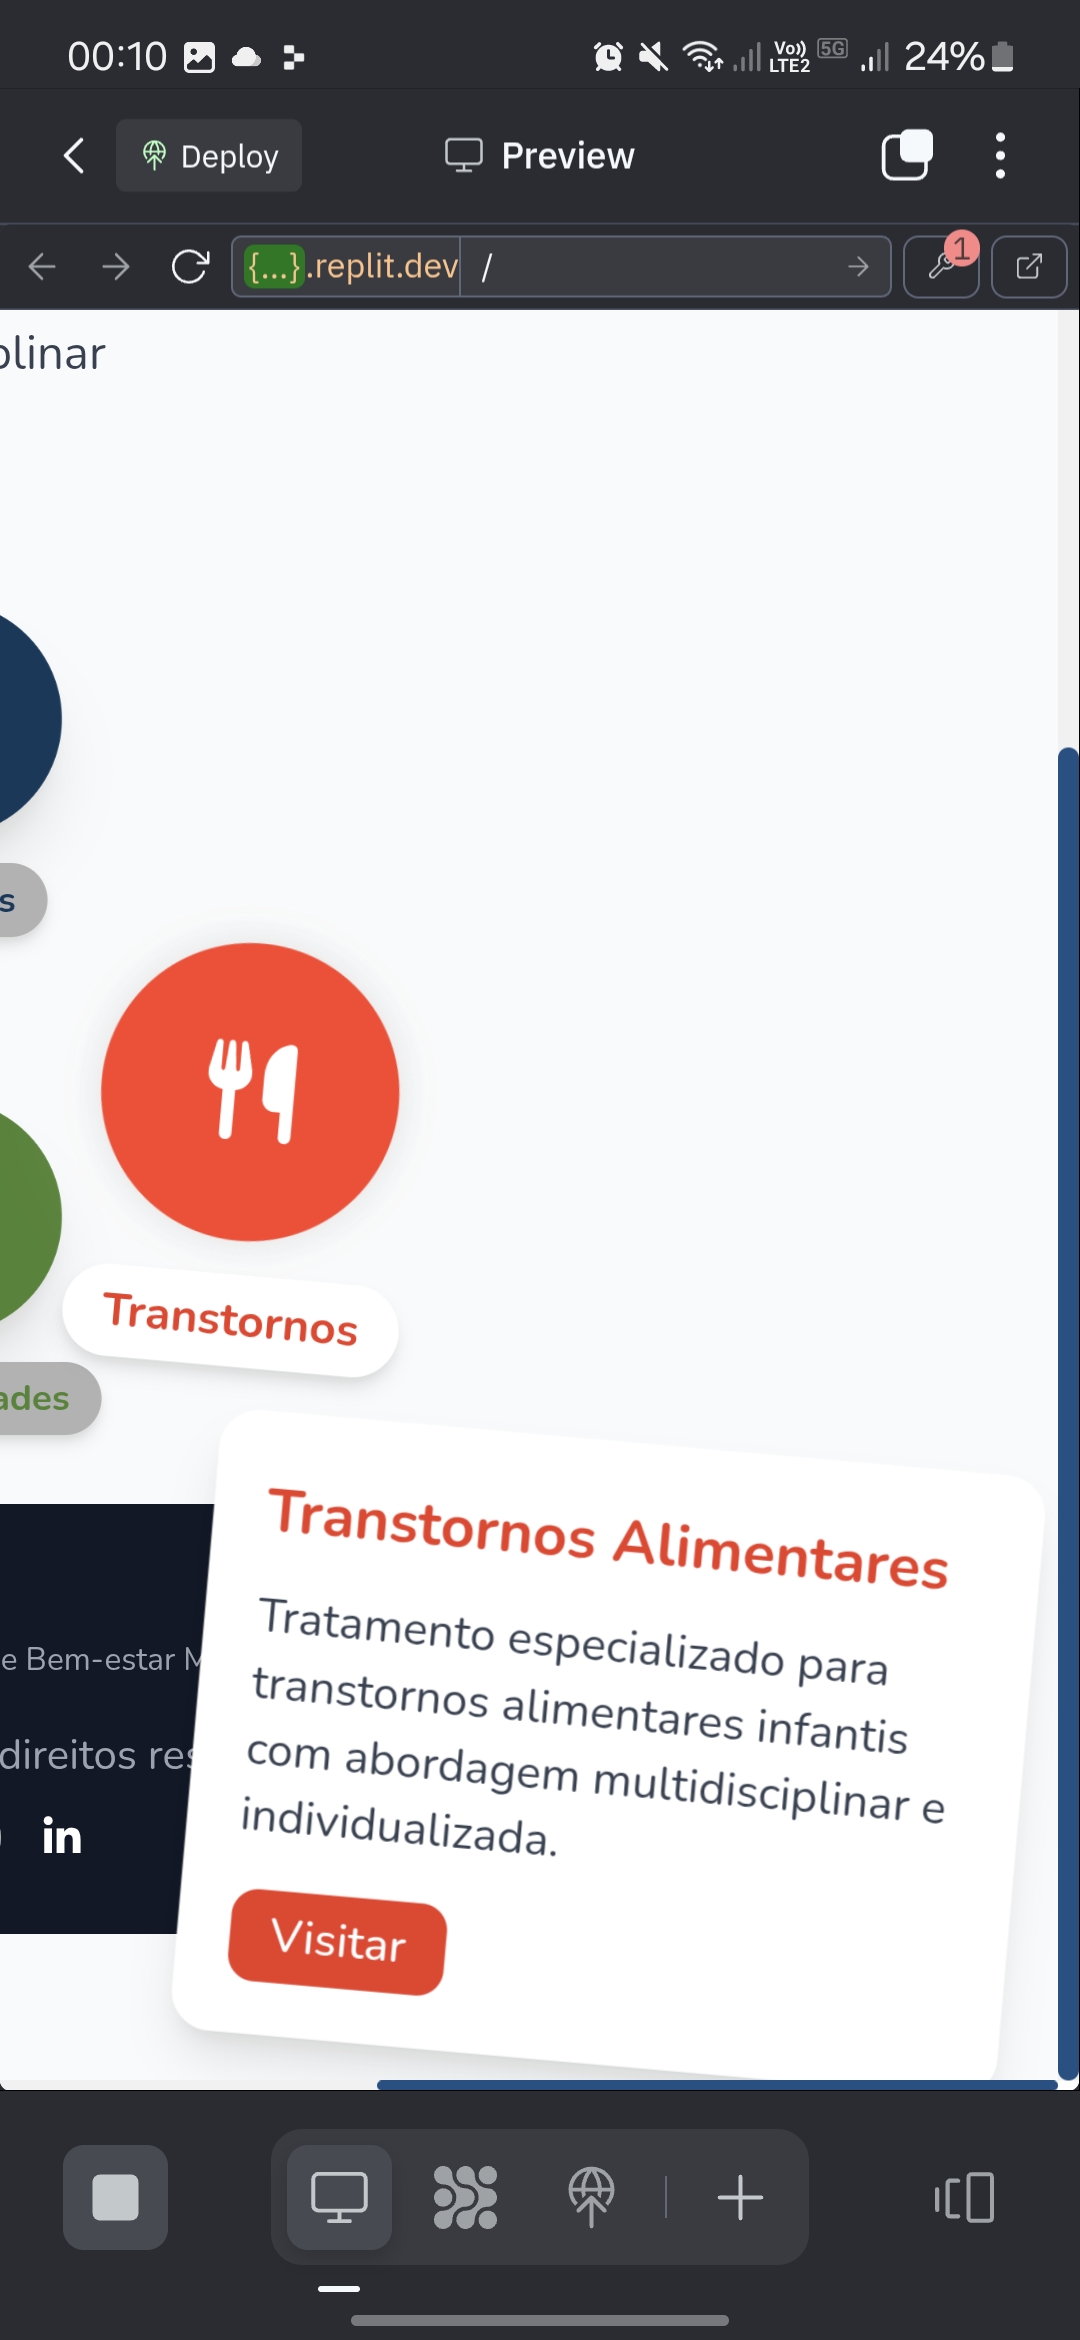 00:10
Vo))
LTE2
5G
24%
Deploy
Preview
{...}.replit.dev
/
1
plinar
s
Transtornos
ades
Transtornos Alimentares
Tratamento especializado para
transtornos alimentares infantis
com abordagem multidisciplinar e
individualizada.
Visitar
e Bem-estar M
direitos res
in